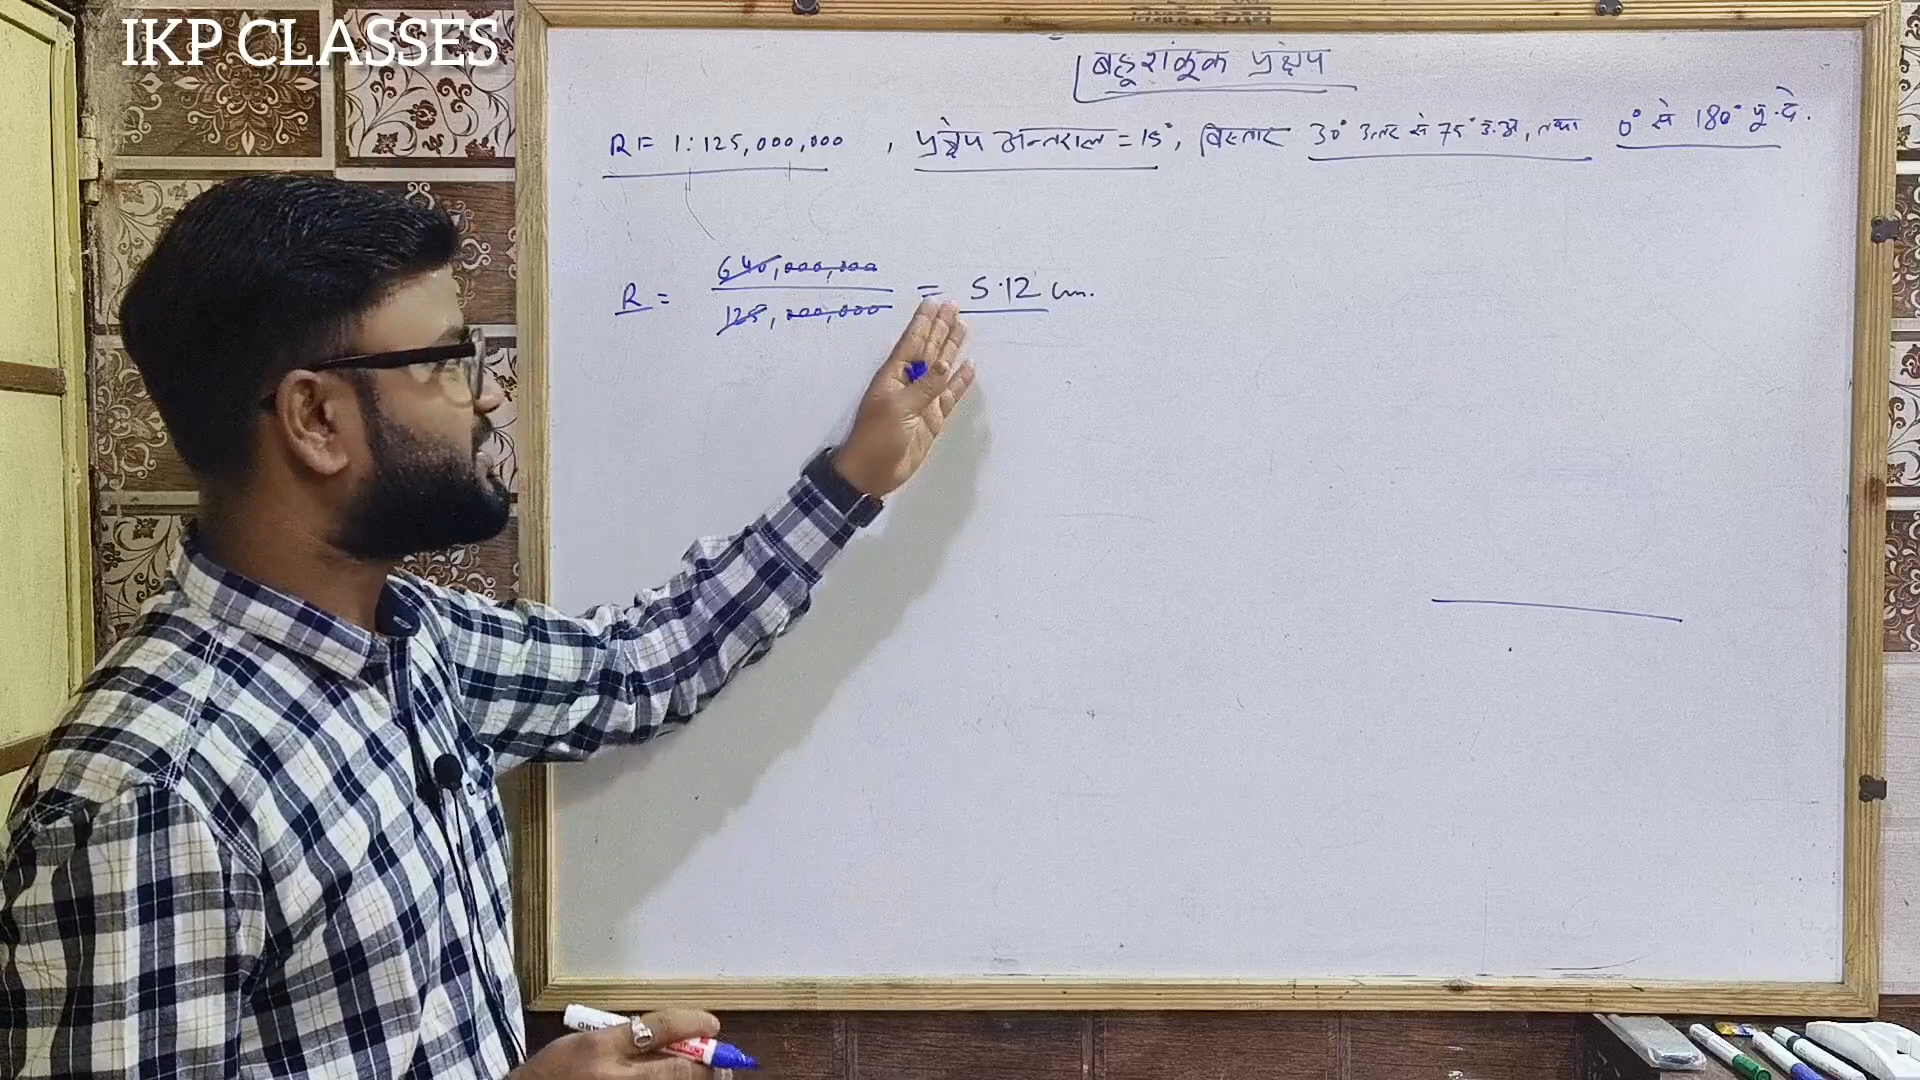 IKP CLASSES
बहुशंकुक प्रक्षेप
R = 1:125,000,000 , प्रक्षेप अन्तराल = 15°, विस्तार 30° उत्तर से 75° उ.अ, तथा 0° से 180° पू.दे.
R = 640,000,000 / 125,000,000 = 5.12 cm.